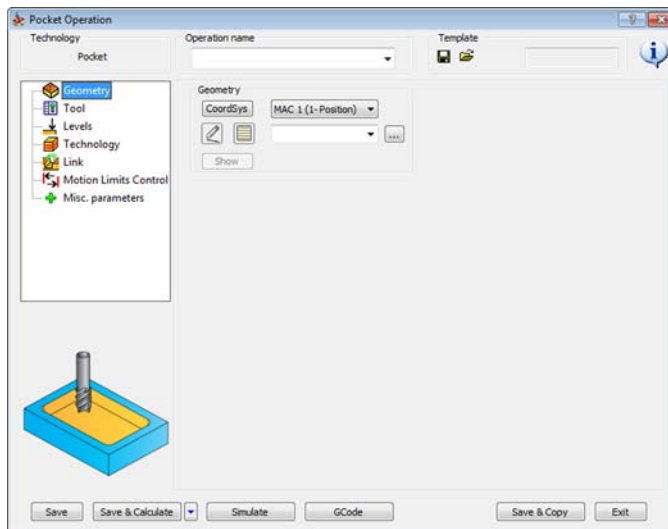 Pocket Operation
Technology
Pocket
Operation name
Template
Geometry
Tool
Levels
Technology
Link
Motion Limits Control
Misc. parameters
Geometry
CoordSys MAC 1 (1- Position)
...
Show
Save Save & Calculate Simulate GCode Save & Copy Exit